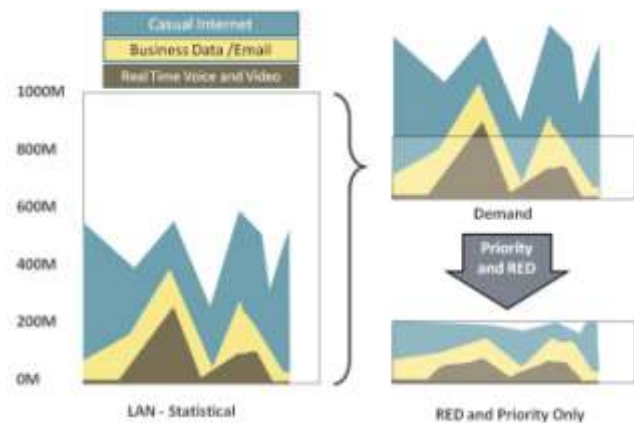 Casual Internet
Business Data /Email
Real Time Voice and Video
1000M
800M
600M
400M
200M
0M
LAN - Statistical
Demand
Priority
and RED
RED and Priority Only